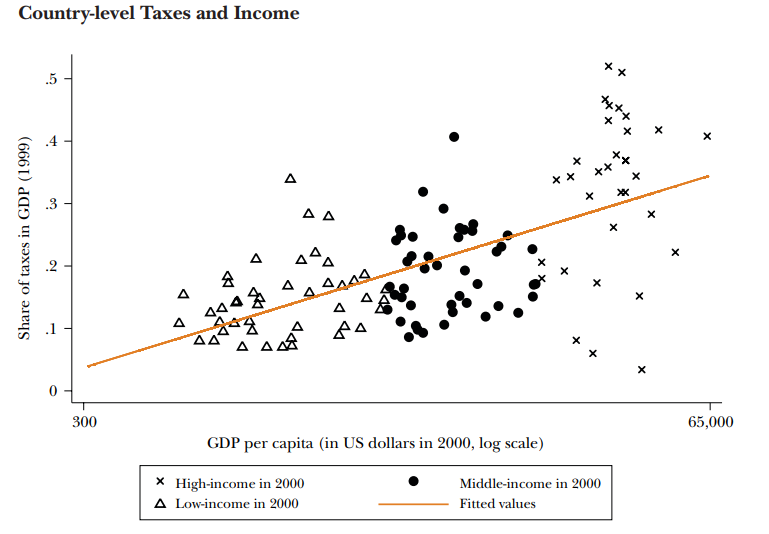 Country-level Taxes and Income
Share of taxes in GDP (1999)
.5
.4
.3
.2
.1
0
300
65,000
GDP per capita (in US dollars in 2000, log scale)
High-income in 2000
Middle-income in 2000
Low-income in 2000
Fitted values